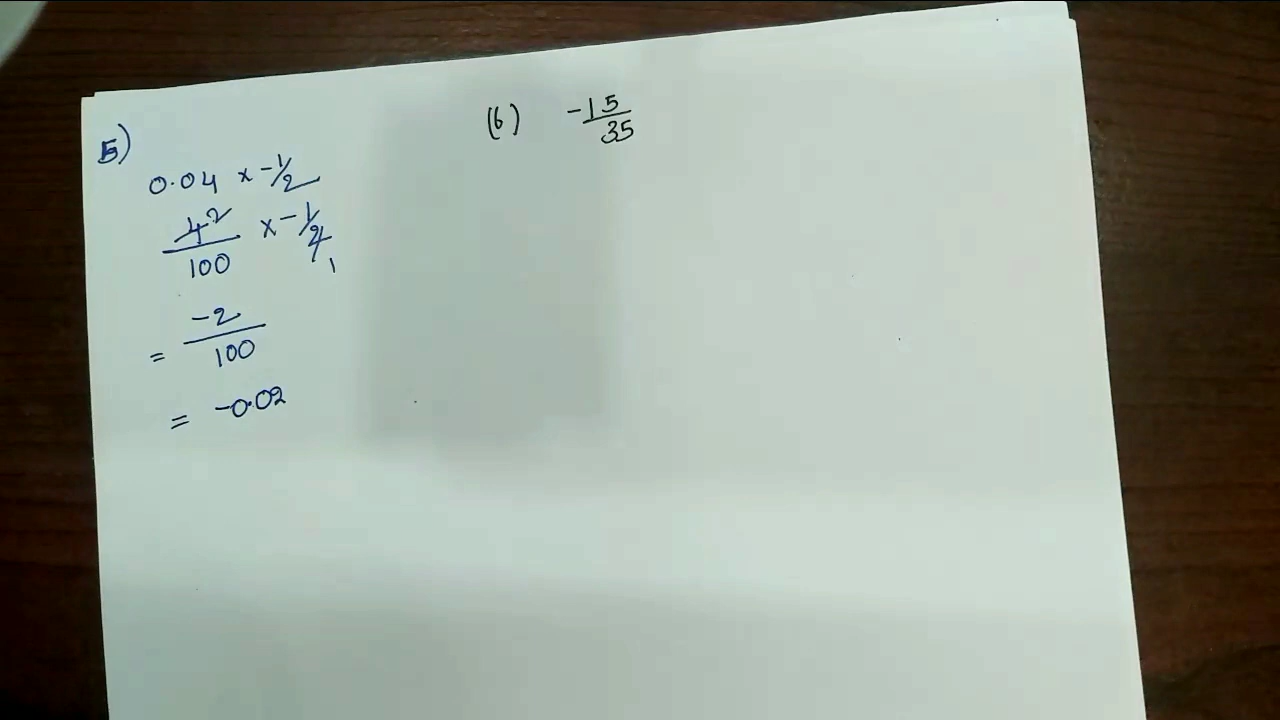 5)
0.04 x -1/2
4 2/100 x -1/2 1
= -2/100
= -0.02
(6) -15/35